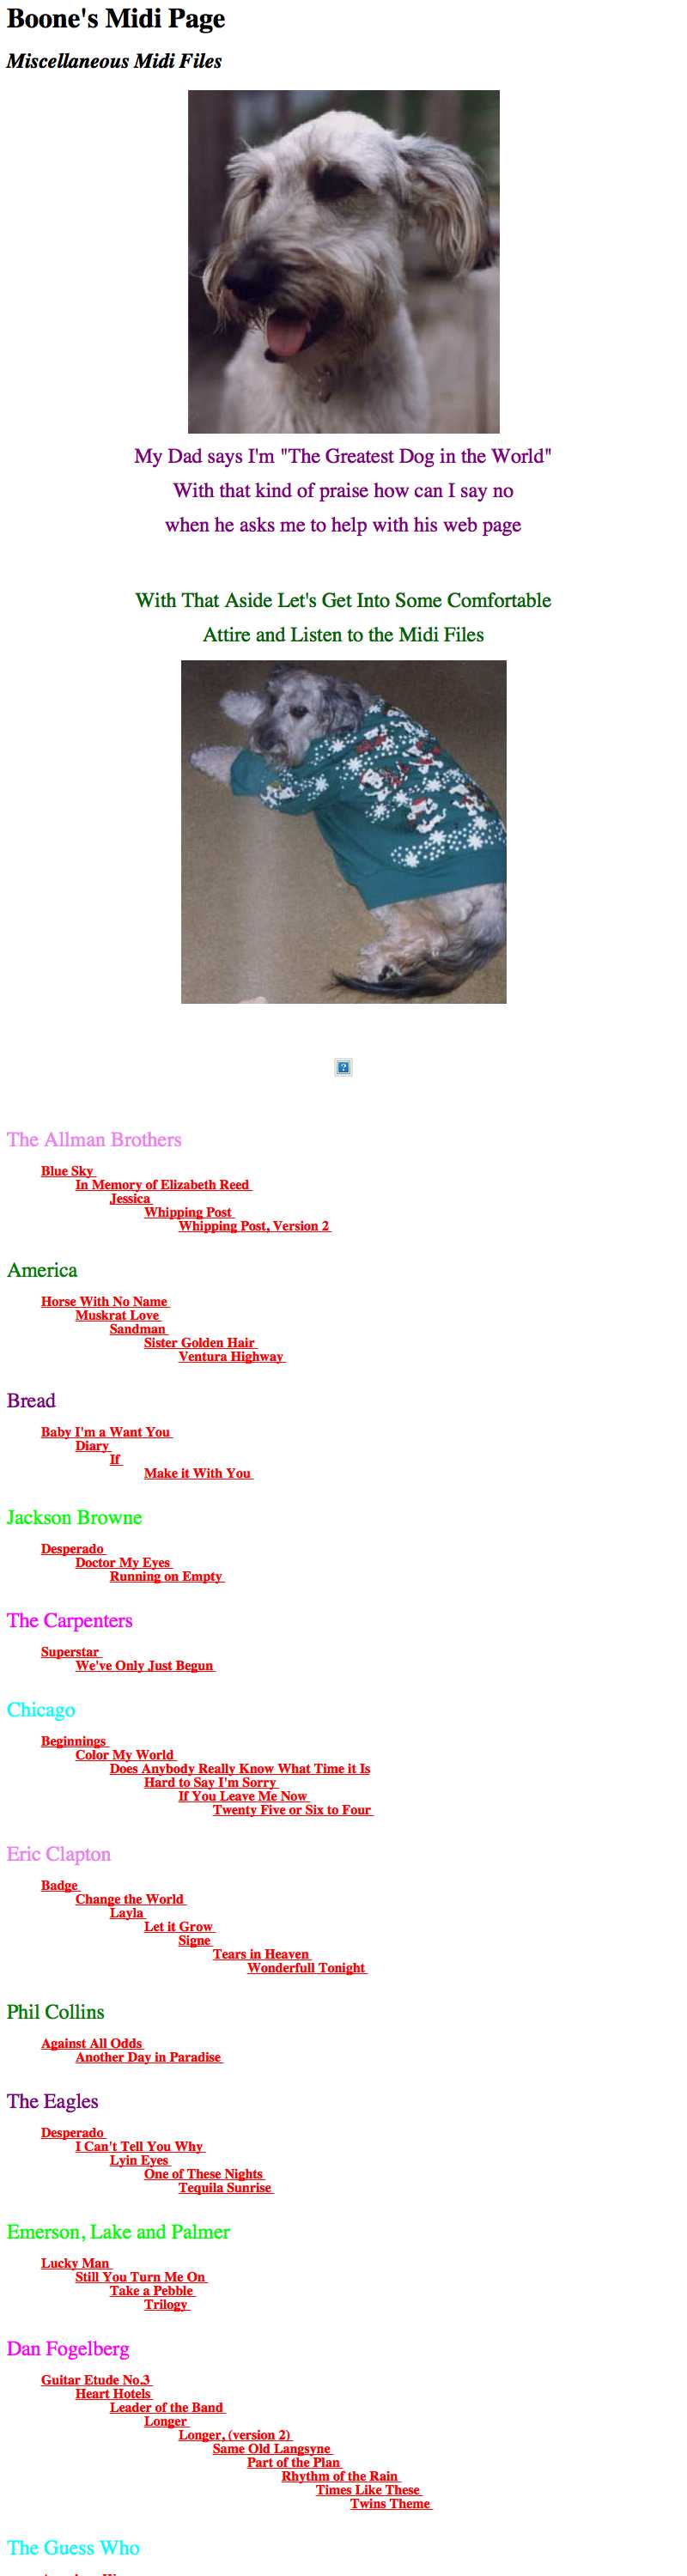 Boone's Midi Page
Miscellaneous Midi Files
My Dad says I'm "The Greatest Dog in the World"
With that kind of praise how can I say no
when he asks me to help with his web page
With That Aside Let's Get Into Some Comfortable
Attire and Listen to the Midi Files
The Allman Brothers
Blue Sky
In Memory of Elizabeth Reed
Jessica
Whipping Post
Whipping Post, Version 2
America
Horse With No Name
Muskrat Love
Sandman
Sister Golden Hair
Ventura Highway
Bread
Baby I'm a Want You
Diary
If
Make it With You
Jackson Browne
Desperado
Doctor My Eyes
Running on Empty
The Carpenters
Superstar
We've Only Just Begun
Chicago
Beginnings
Color My World
Does Anybody Really Know What Time it Is
Hard to Say I'm Sorry
If You Leave Me Now
Twenty Five or Six to Four
Eric Clapton
Badge
Change the World
Layla
Let it Grow
Signe
Tears in Heaven
Wonderfull Tonight
Phil Collins
Against All Odds
Another Day in Paradise
The Eagles
Desperado
I Can't Tell You Why
Lyin Eyes
One of These Nights
Tequila Sunrise
Emerson, Lake and Palmer
Lucky Man
Still You Turn Me On
Take a Pebble
Trilogy
Dan Fogelberg
Guitar Etude No.3
Heart Hotels
Leader of the Band
Longer
Longer, (version 2)
Same Old Langsyne
Part of the Plan
Rhythm of the Rain
Times Like These
Twins Theme
The Guess Who